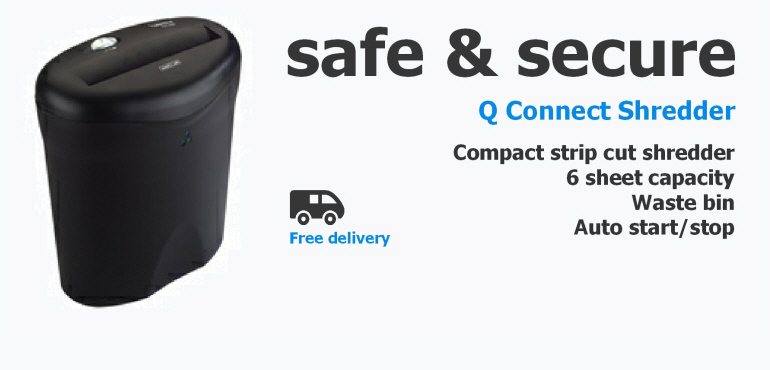 safe & secure
Q Connect Shredder
Compact strip cut shredder
6 sheet capacity
Waste bin
Auto start/stop
Free delivery